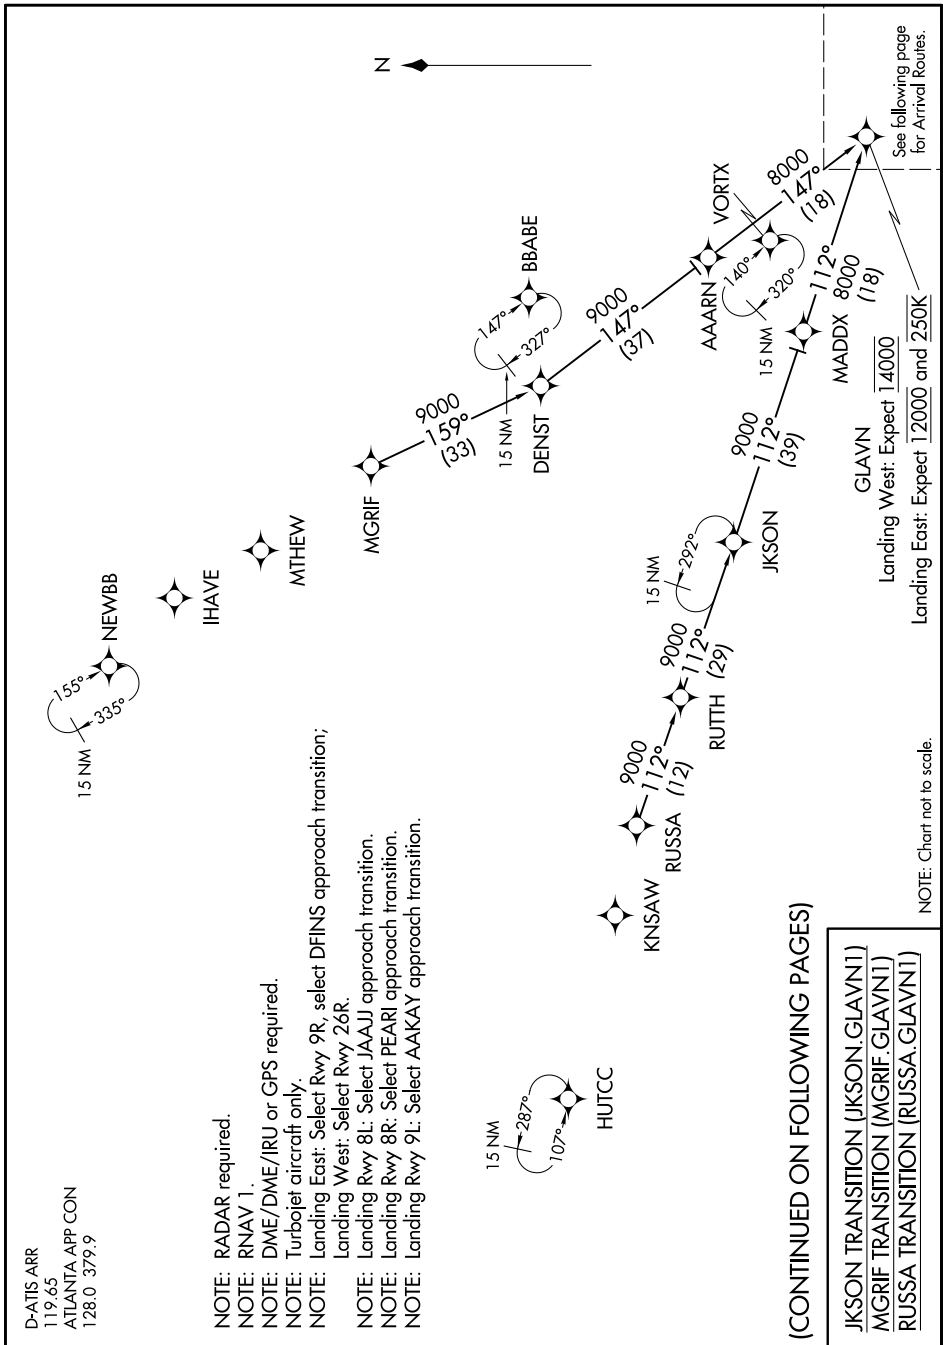 D-ATIS ARR
119.65
ATLANTA APP CON
128.0 379.9
NOTE: RADAR required.
NOTE: RNAV 1.
NOTE: DME/DME/IRU or GPS required.
NOTE: Turbojet aircraft only.
NOTE: Landing East: Select Rwy 9R, select DFINS approach transition;
Landing West: Select Rwy 26R.
NOTE: Landing Rwy 8L: Select JAAJJ approach transition.
NOTE: Landing Rwy 8R: Select PEARI approach transition.
NOTE: Landing Rwy 9L: Select AAKAY approach transition.
N
15 NM
155°
335°
NEWBB
IHAVE
MTHEW
MGRIF
9000
159°
(33)
15 NM
147°
327°
BBABE
DENST
9000
147°
(37)
AAARN
VORTX
15 NM
140°
320°
8000
147°
(18)
15 NM
287°
107°
HUTCC
KNSAW
RUSSA
9000
112°
(12)
RUTTH
9000
112°
(29)
15 NM
292°
JKSON
9000
112°
(39)
MADDX
112°
8000
(18)
GLAVN
Landing West: Expect 14000
Landing East: Expect 12000 and 250K
See following page
for Arrival Routes.
(CONTINUED ON FOLLOWING PAGES)
NOTE: Chart not to scale.
JKSON TRANSITION (JKSON.GLAVN1)
MGRIF TRANSITION (MGRIF.GLAVN1)
RUSSA TRANSITION (RUSSA.GLAVN1)